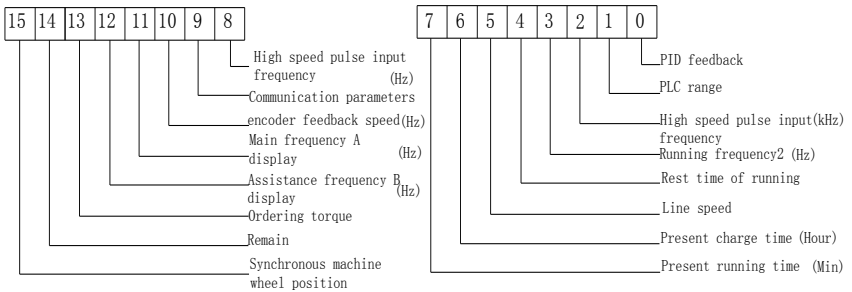 15 14 13 12 11 10 9 8
High speed pulse input
frequency (Hz)
Communication parameters
encoder feedback speed(Hz)
Main frequency A
display (Hz)
Assistance frequency B
display (Hz)
Ordering torque
Remain
Synchronous machine
wheel position
7 6 5 4 3 2 1 0
PID feedback
PLC range
High speed pulse input(kHz)
frequency
Running frequency2 (Hz)
Rest time of running
Line speed
Present charge time (Hour)
Present running time (Min)